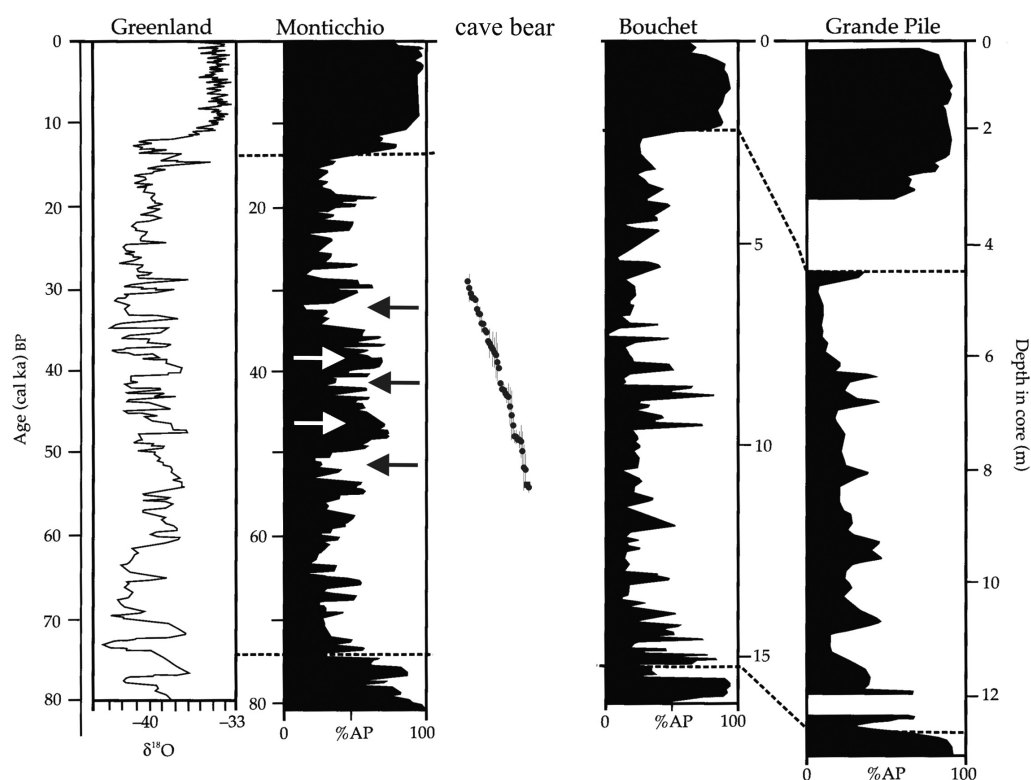 Greenland
Monticchio
cave bear
Bouchet
Grande Pile
Age (cal ka) BP
0
10
20
30
40
50
60
70
80
−40
−33
δ¹⁸O
20
40
60
80
0
%AP
100
0
5
10
15
0
%AP
100
0
2
4
6
8
10
12
Depth in core (m)
0
%AP
100